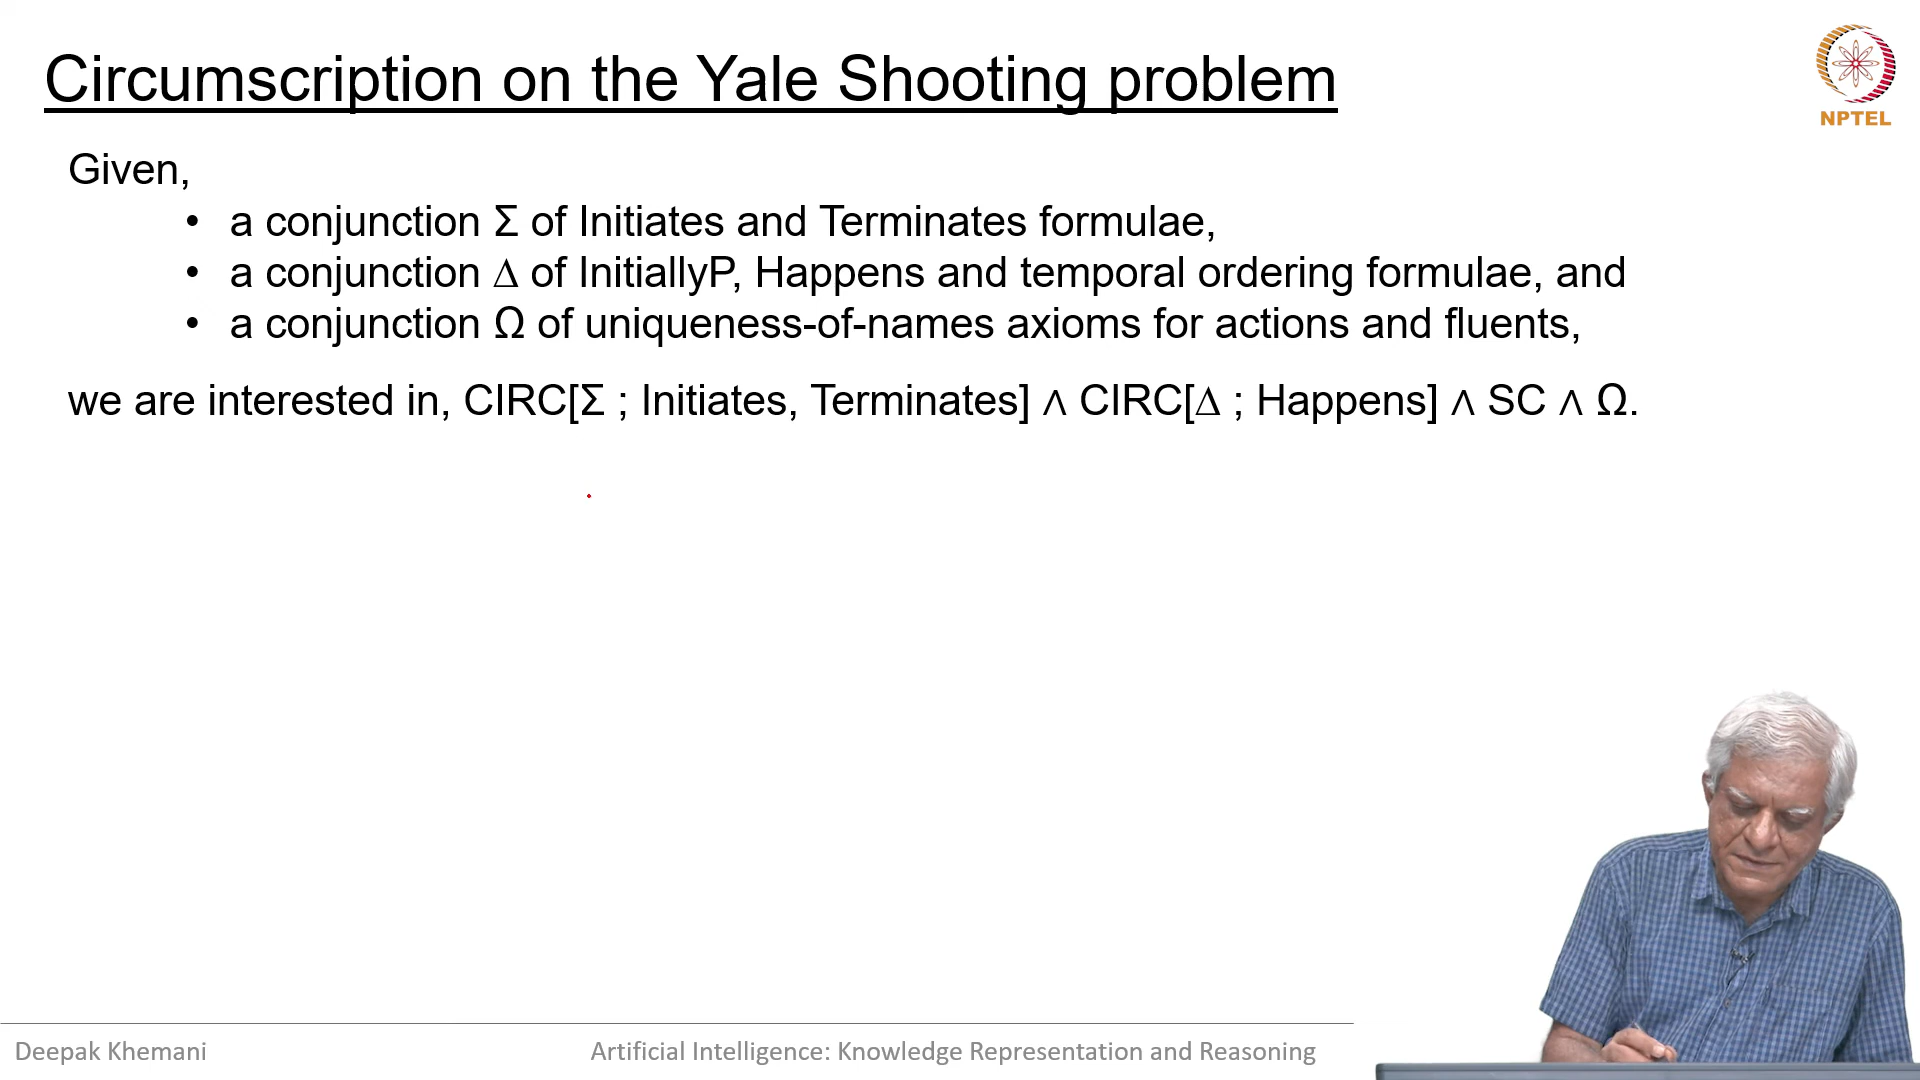 Circumscription on the Yale Shooting problem
NPTEL
Given,
• a conjunction Σ of Initiates and Terminates formulae,
• a conjunction Δ of InitiallyP, Happens and temporal ordering formulae, and
• a conjunction Ω of uniqueness-of-names axioms for actions and fluents,
we are interested in, CIRC[Σ ; Initiates, Terminates] ∧ CIRC[Δ ; Happens] ∧ SC ∧ Ω.
Deepak Khemani
Artificial Intelligence: Knowledge Representation and Reasoning